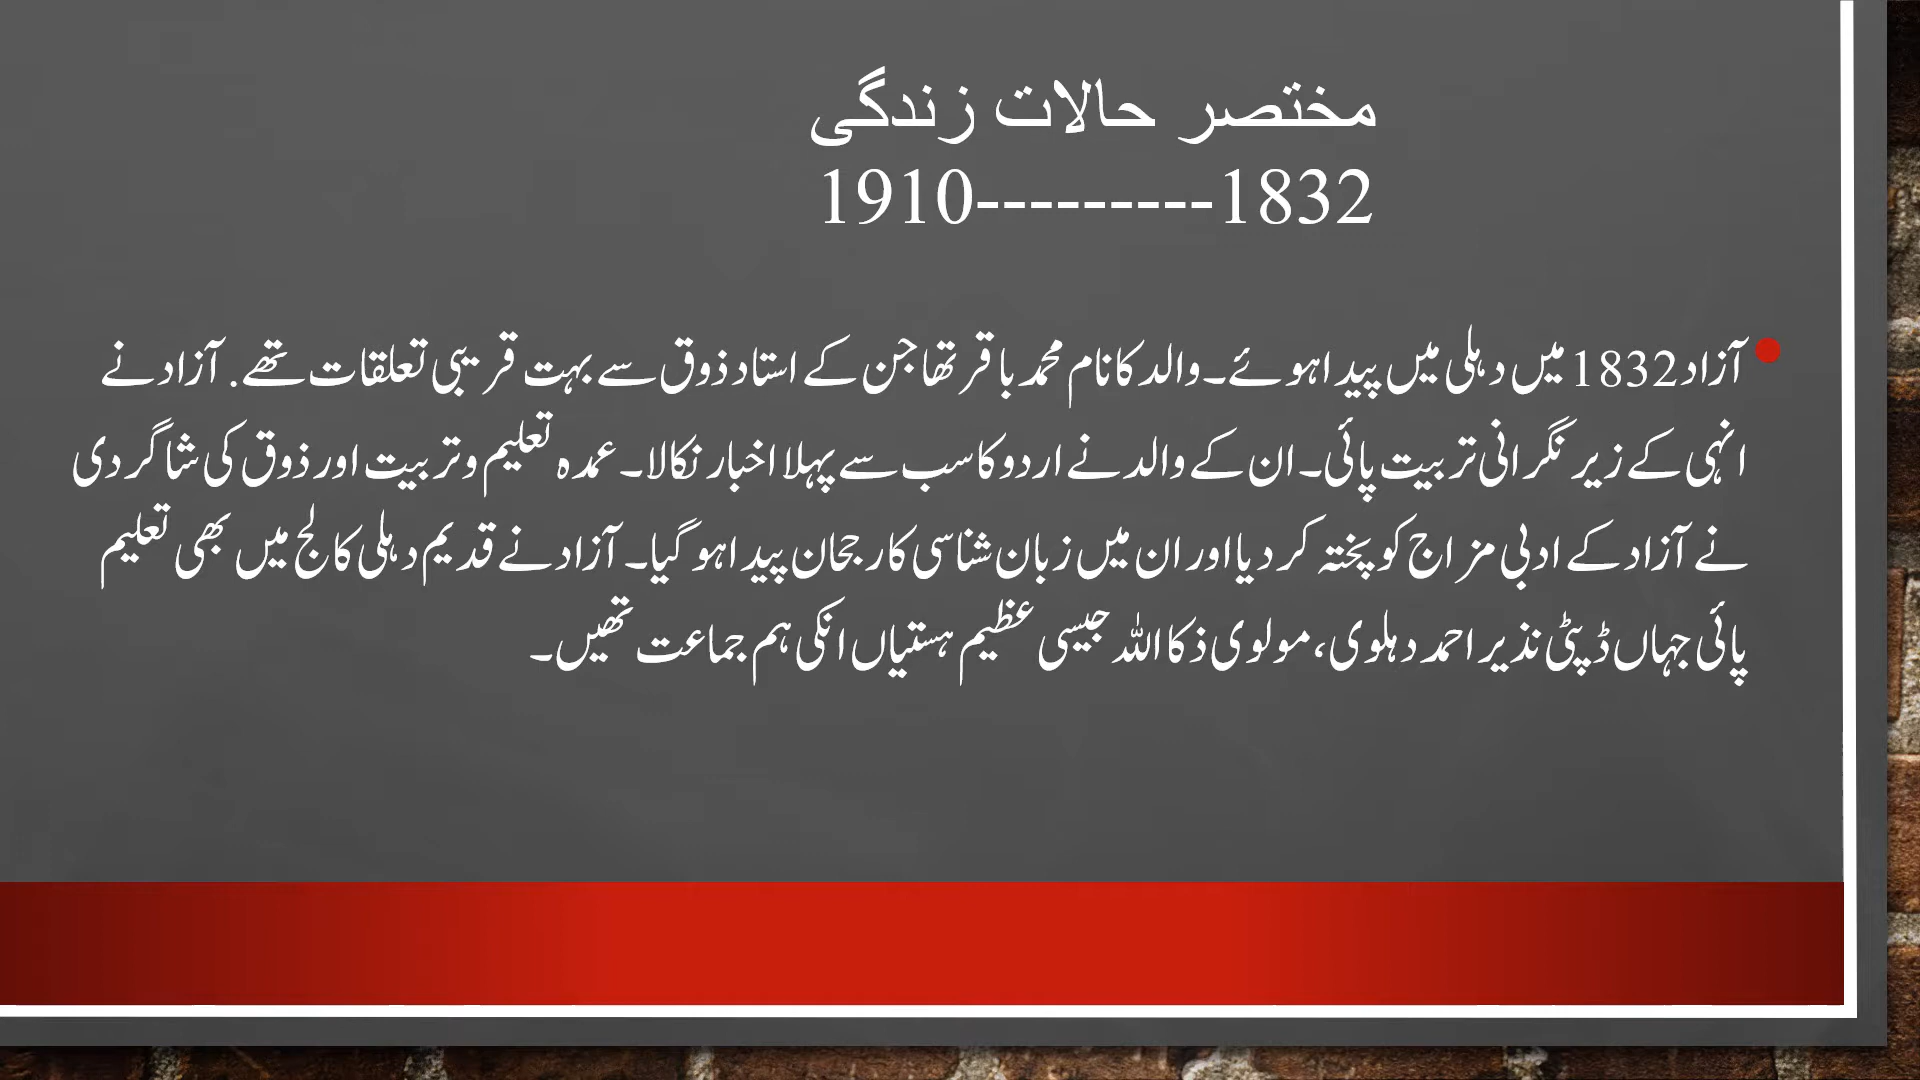 مختصر حالات زندگی
1832---------1910
آزاد1832 میں دہلی میں پیدا ہوئے۔والد کا نام محمد باقر تھا جن کے استاد ذوق سے بہت قریبی تعلقات تھے. آزاد نے
انہی کے زیر نگرانی تربیت پائی۔ان کے والد نے اردو کا سب سے پہلا اخبار نکالا۔عمدہ تعلیم و تربیت اور ذوق کی شاگردی
نے آزاد کے ادبی مزاج کو پختہ کر دیا اور ان میں زبان شناسی کا رجحان پیدا ہو گیا۔ آزاد نے قدیم دہلی کالج میں بھی تعلیم
پائی جہاں ڈپٹی نذیر احمد دہلوی،مولوی ذکا اللہ جیسی عظیم ہستیاں انکی ہم جماعت تھیں۔